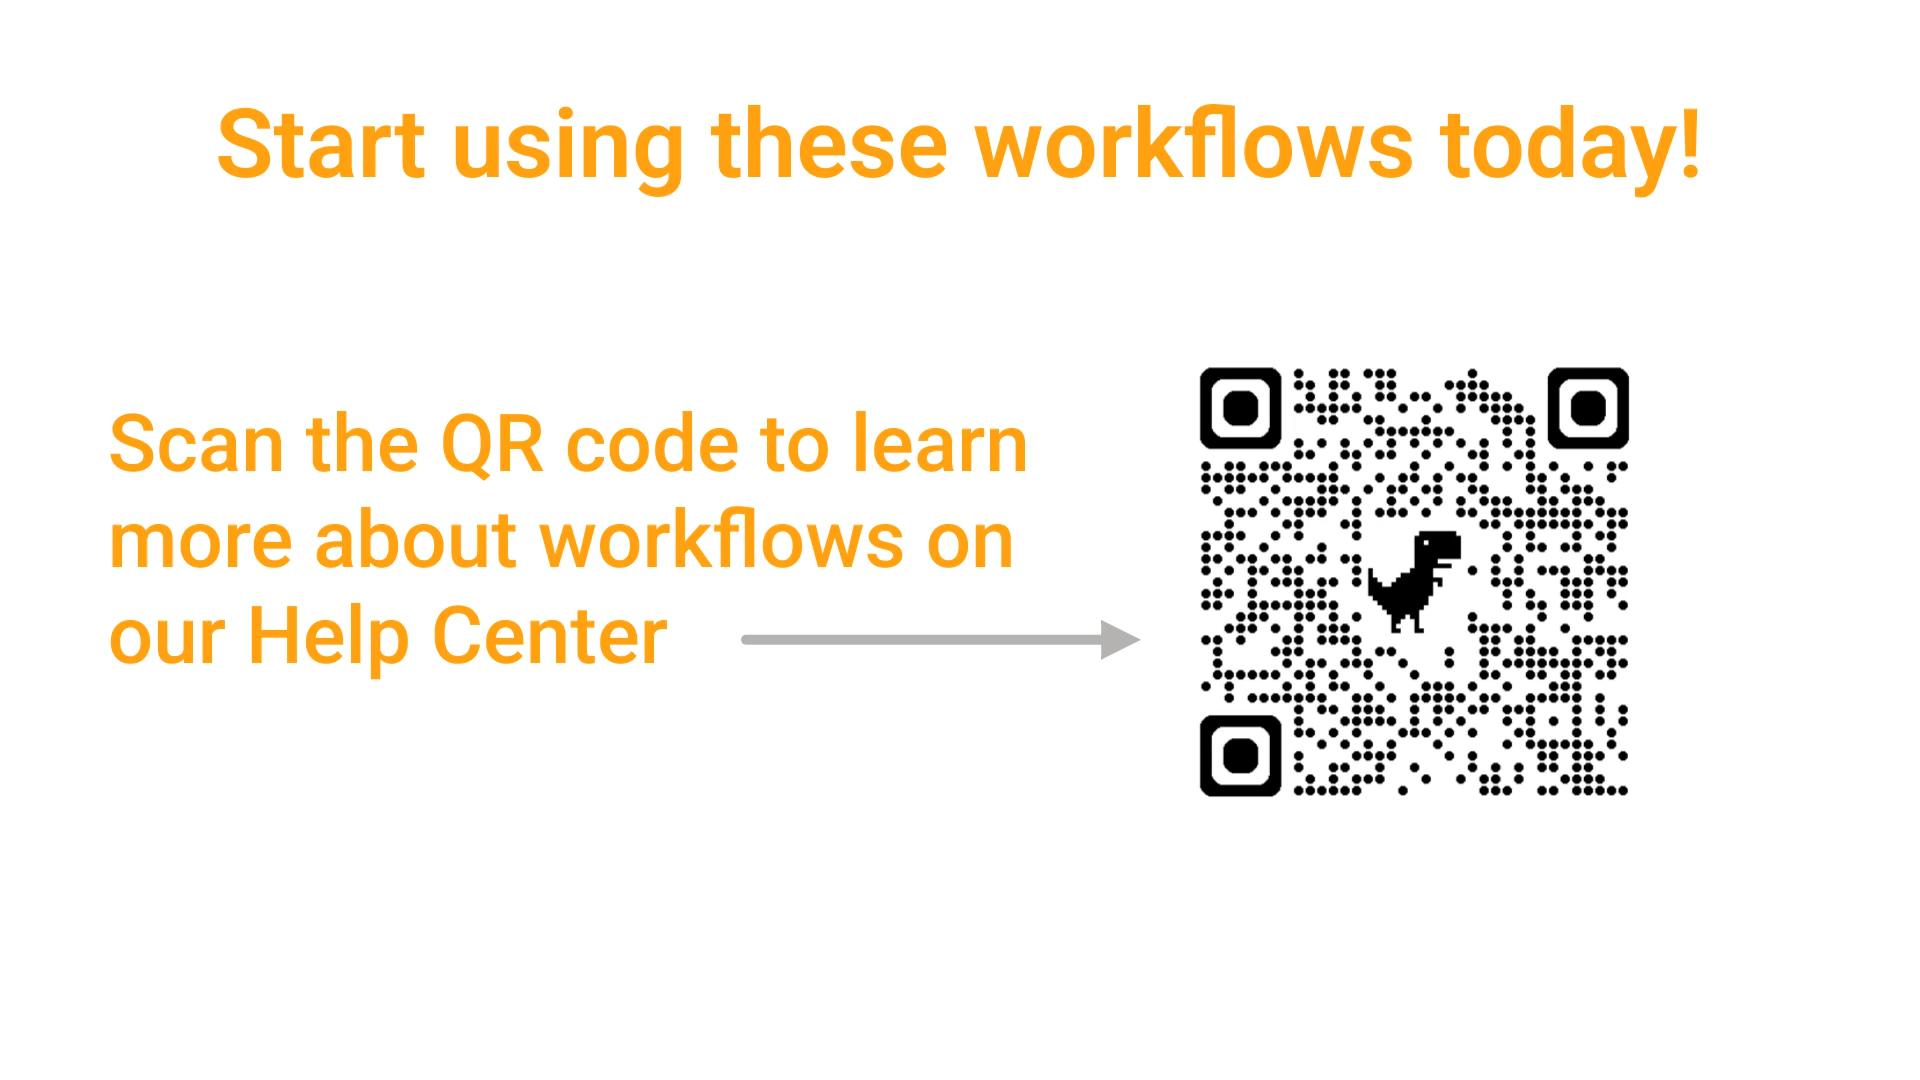 Start using these workflows today!
Scan the QR code to learn
more about workflows on
our Help Center